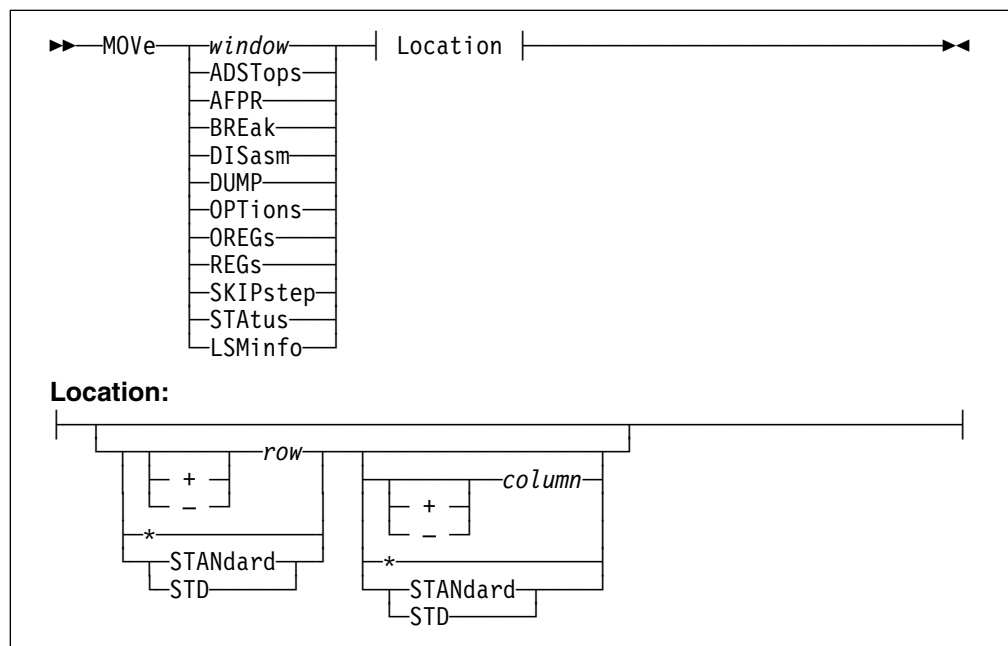 MOVe window Location
ADSTops
AFPR
BREak
DISasm
DUMP
OPTions
OREGs
REGs
SKIPstep
STAtus
LSMinfo
Location:
row
+ column
− +
* −
STANdard *
STD STANdard
STD